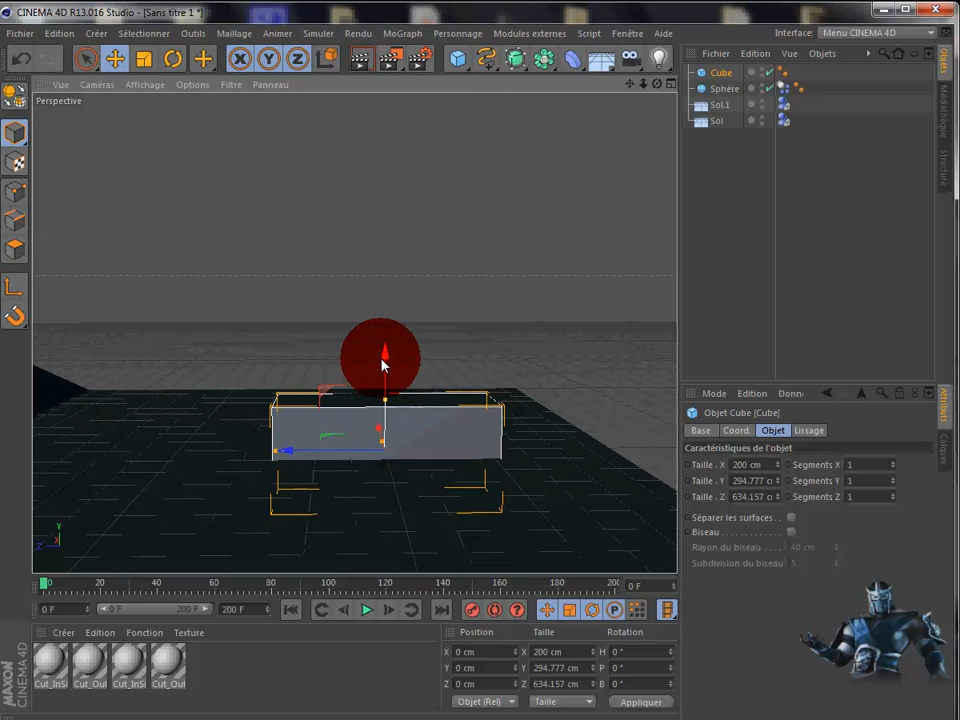 CINEMA 4D R13.016 Studio - [Sans titre 1 *]
Fichier Edition Créer Sélectionner Outils Maillage Animer Simuler Rendu MoGraph Personnage Modules externes Script Fenêtre Aide Interface: Menu CINEMA 4D
Vue Caméras Affichage Options Filtre Panneau
Perspective
Fichier Edition Vue Objets
Cube
Sphère
Sol.1
Sol
Objets
Médiathèque
Structure
Mode Edition Donn
Objet Cube [Cube]
Base Coord. Objet Lissage
Caractéristiques de l'objet
Taille . X 200 cm Segments X 1
Taille . Y 294.777 c Segments Y 1
Taille . Z 634.157 c Segments Z 1
Séparer les surfaces. .
Biseau
Rayon du biseau 40 cm
Subdivision du biseau 5
Attributs
Calques
Y
Z X
0 20 40 60 80 100 120 140 160 180 20 0 F
0 F 0 F 200 F 200 F
Créer Edition Fonction Texture
Cut_InSi Cut_Out Cut_InSi Cut_Out
Position Taille Rotation
X 0 cm X 200 cm H 0 °
Y 0 cm Y 294.777 cm P 0 °
Z 0 cm Z 634.157 cm B 0 °
Objet (Rel) Taille Appliquer
MAXON
CINEMA 4D